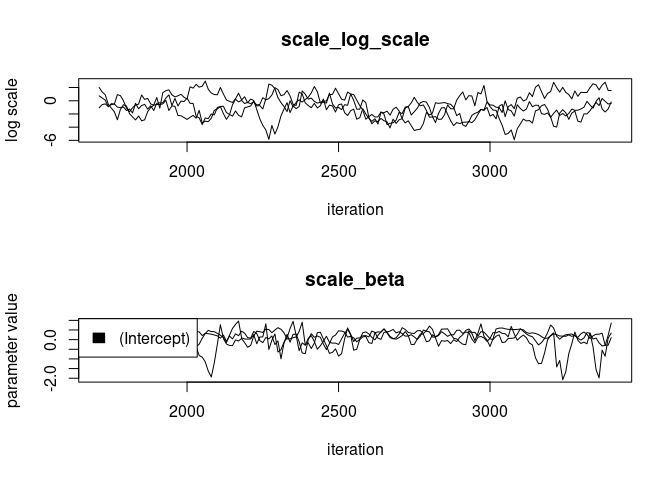 scale_log_scale
log scale
0
-6
2000 2500 3000
iteration
scale_beta
parameter value
0.0
-2.0
(Intercept)
2000 2500 3000
iteration